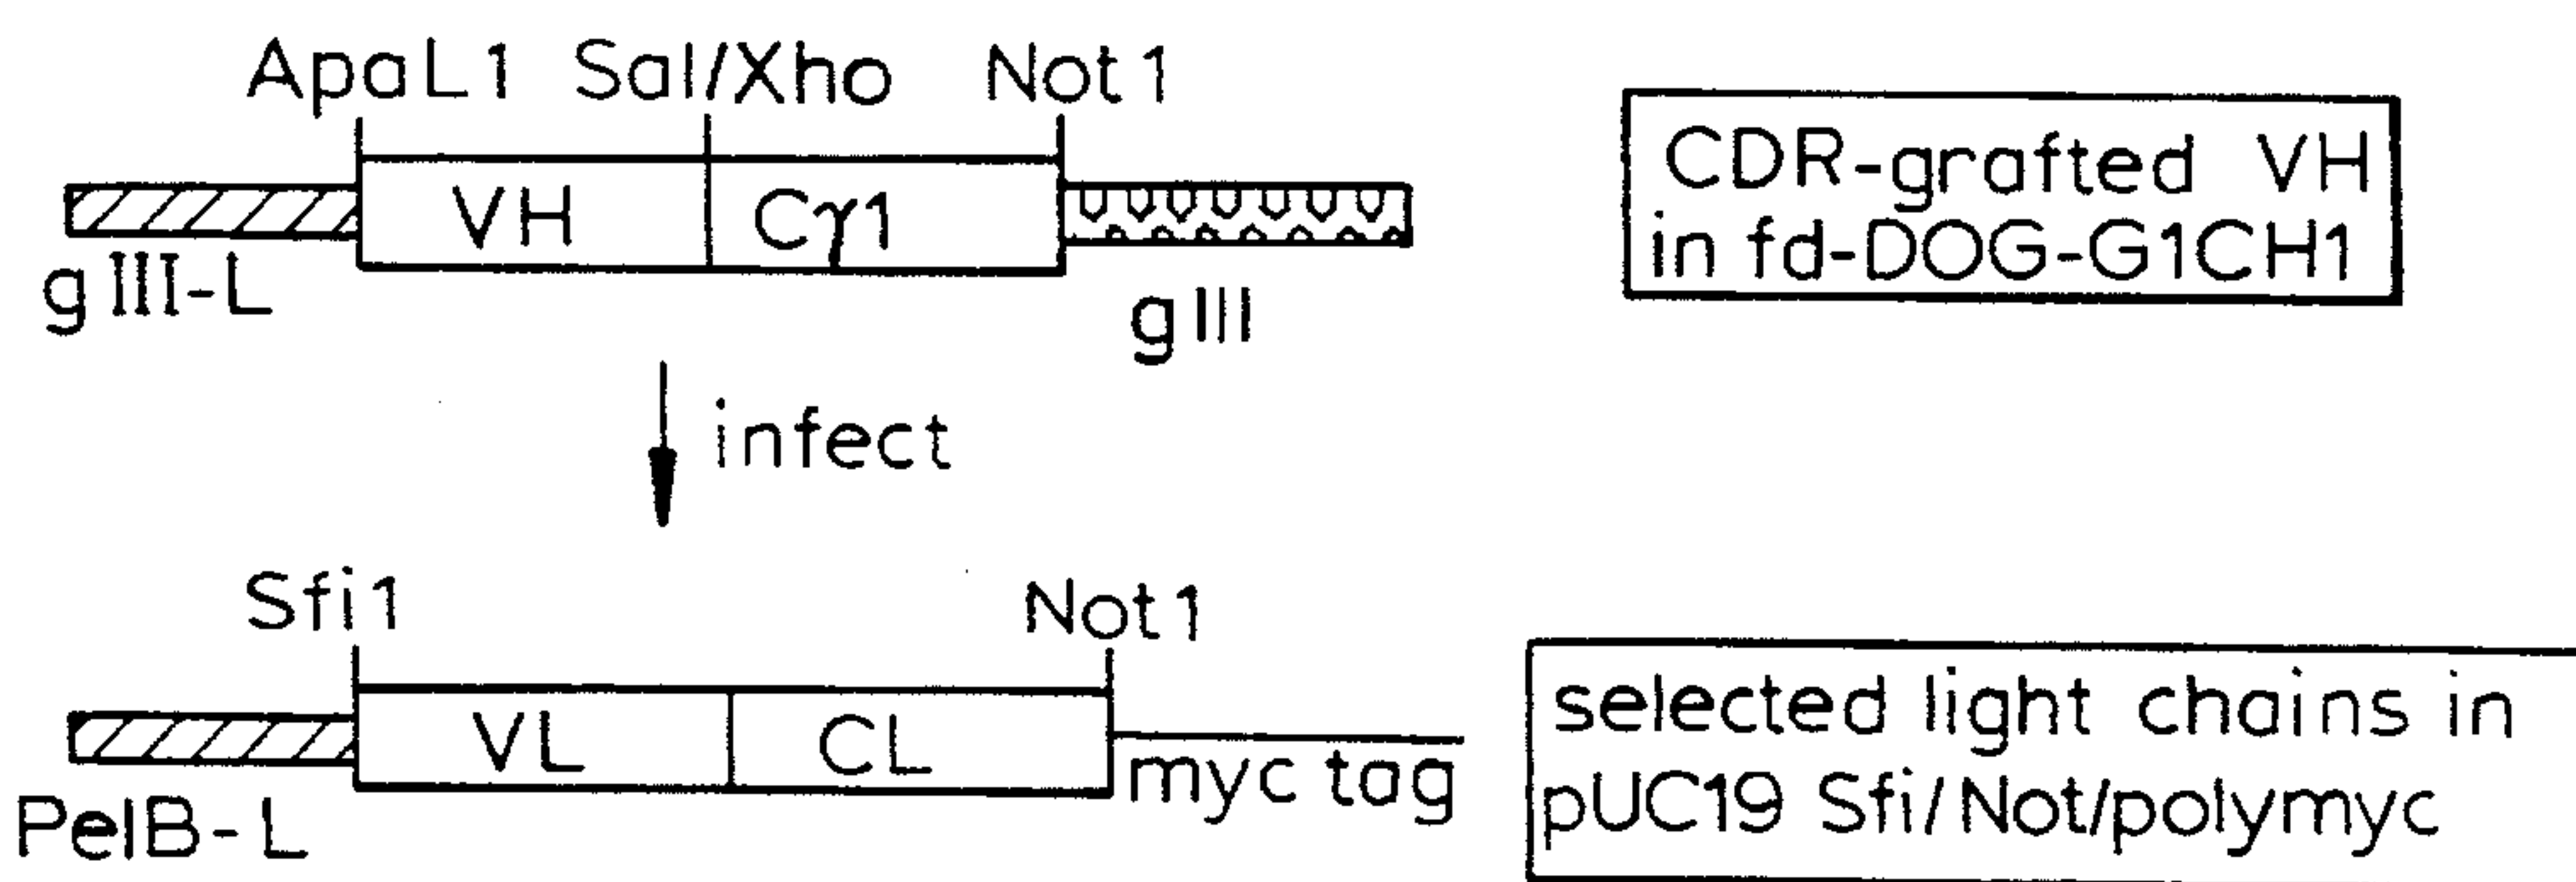 ApaL1 Sal/Xho Not1
VH Cγ1
gIII-L
gIII
CDR-grafted VH
in fd-DOG-G1CH1
infect
Sfi1 Not1
VL CL
myc tag
PelB-L
selected light chains in
pUC19 Sfi/Not/polymyc